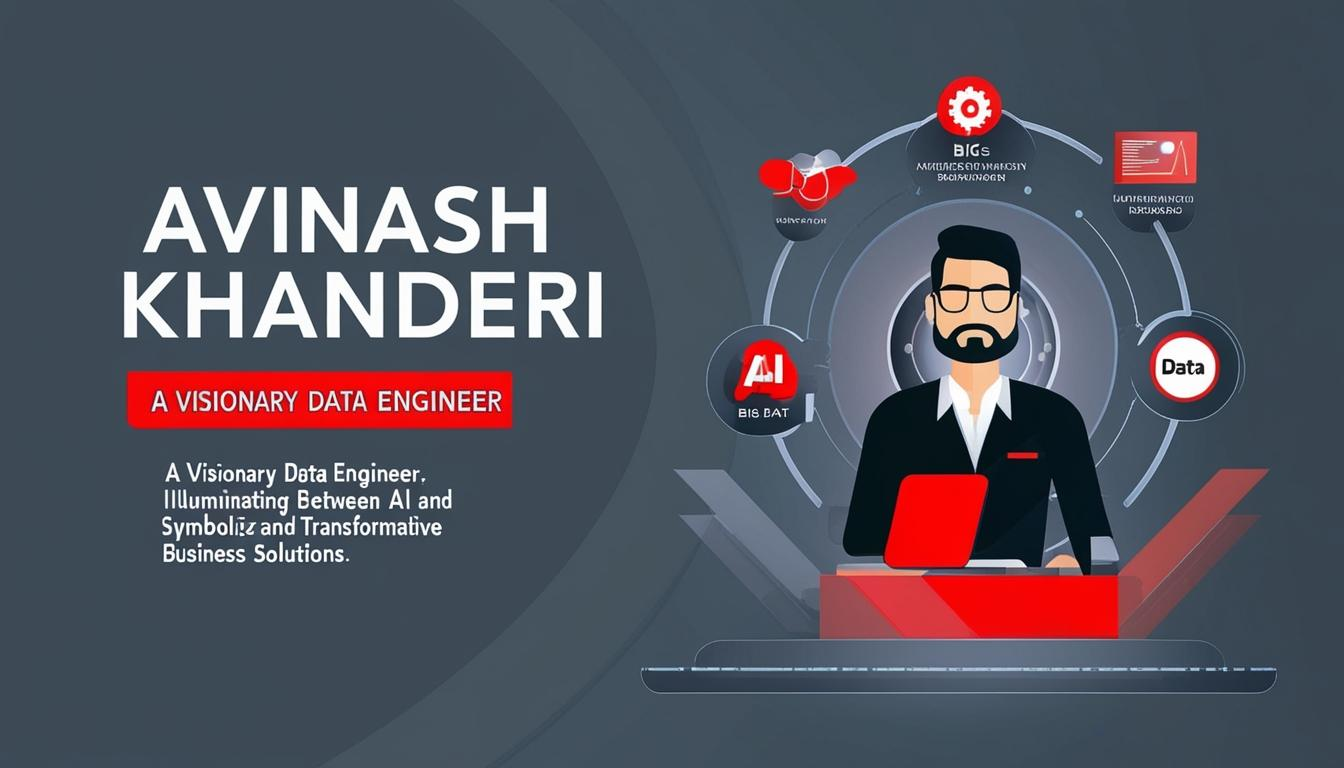 AVINASH
KHANDERI
A VISIONARY DATA ENGINEER
A Visionary Data Engineer,
Illuminating Between AI and
and Transformative
Business Solutions.
BIGs
AI
BIS DAT
Data